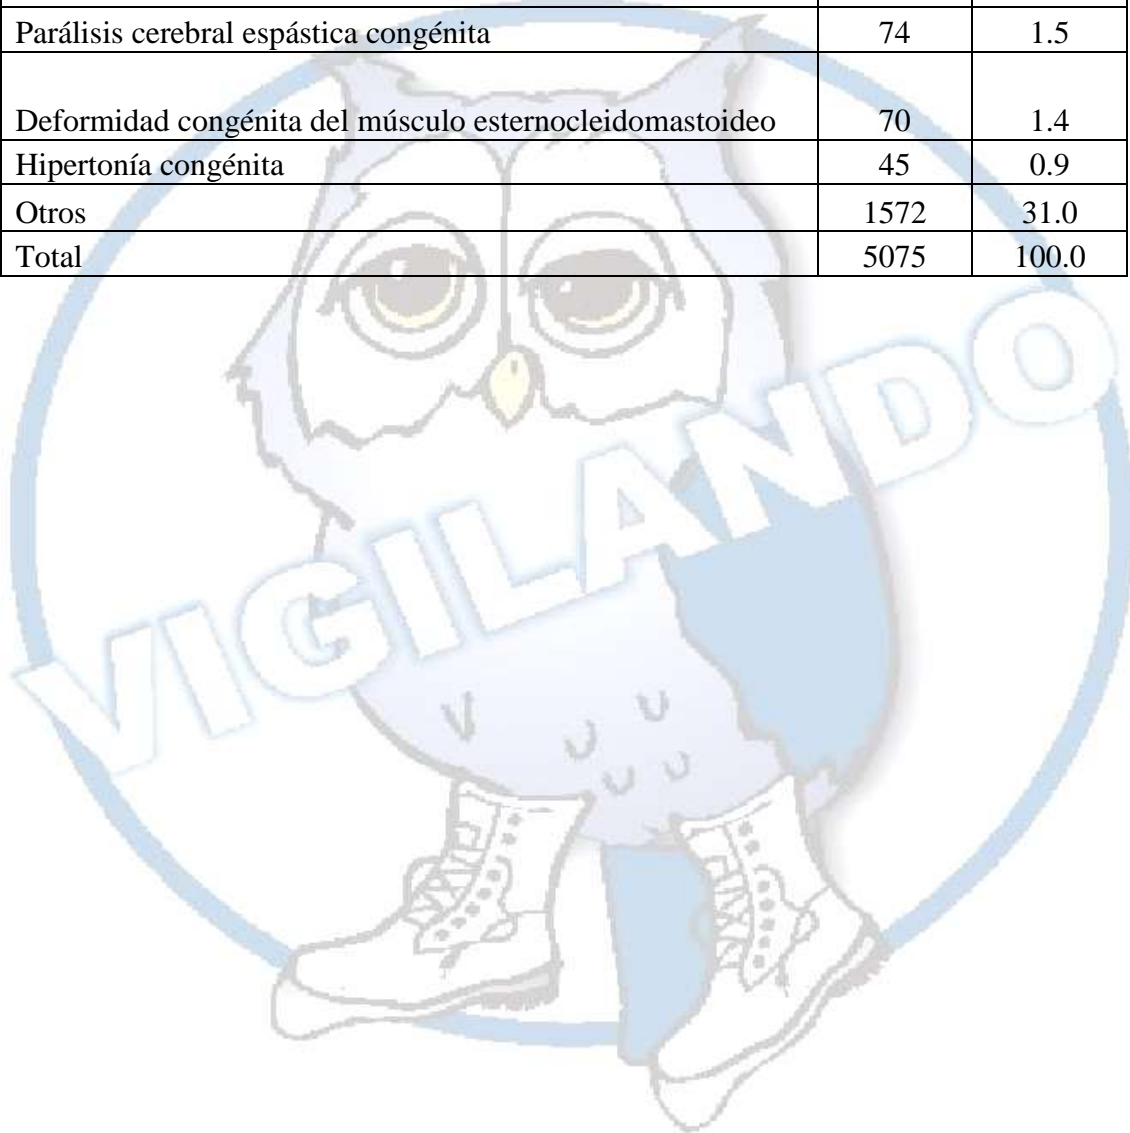 Parálisis cerebral espástica congénita 74 1.5
Deformidad congénita del músculo esternocleidomastoideo 70 1.4
Hipertonía congénita 45 0.9
Otros 1572 31.0
Total 5075 100.0
VIGILANDO